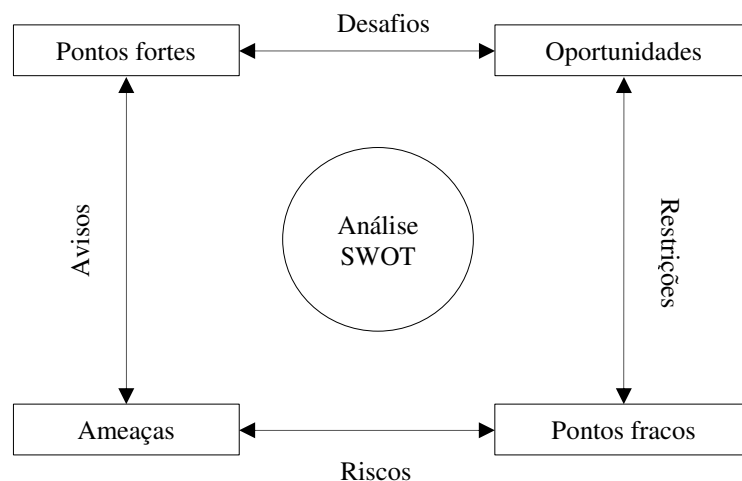 Desafios
Pontos fortes
Oportunidades
Avisos
Análise
SWOT
Restrições
Ameaças
Pontos fracos
Riscos